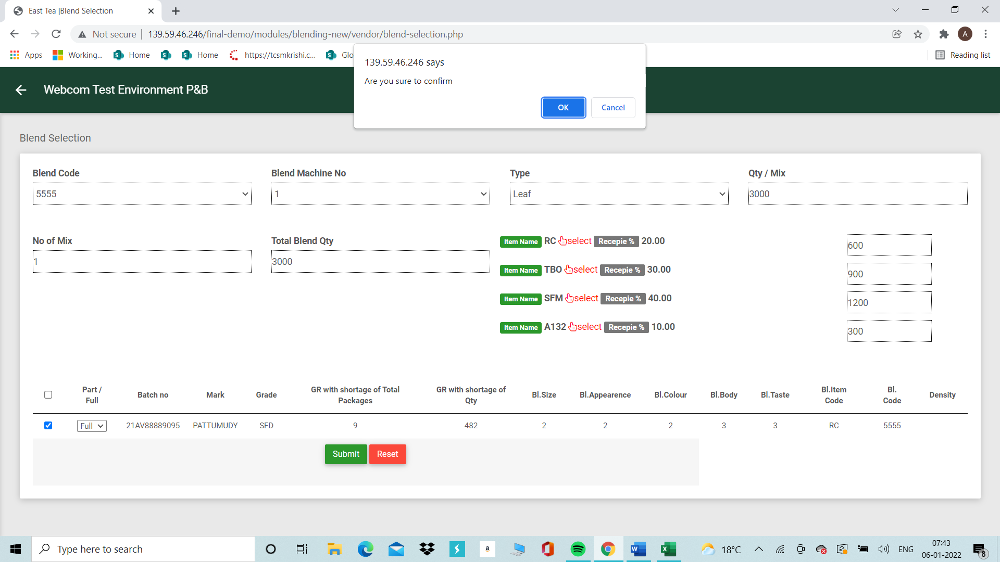 East Tea |Blend Selection
Not secure
139.59.46.246/final-demo/modules/blending-new/vendor/blend-selection.php
A
Apps
Working...
Home
Home
https://tcsmkrishi.c...
Glo
Reading list
139.59.46.246 says
Are you sure to confirm
OK
Cancel
Webcom Test Environment P&B
Blend Selection
Blend Code
Blend Machine No
Type
Qty / Mix
5555
1
Leaf
3000
No of Mix
Total Blend Qty
1
3000
Item Name RC select Recepie % 20.00
600
Item Name TBO select Recepie % 30.00
900
Item Name SFM select Recepie % 40.00
1200
Item Name A132 select Recepie % 10.00
300
Part / Full
Batch no
Mark
Grade
GR with shortage of Total Packages
GR with shortage of Qty
Bl.Size
Bl.Appearence
Bl.Colour
Bl.Body
Bl.Taste
Bl.Item Code
Bl. Code
Density
Full 21AV88889095 PATTUMUDY SFD 9 482 2 2 2 3 3 RC 5555
Submit
Reset
Type here to search
a
18°C
ENG
07:43
06-01-2022
8